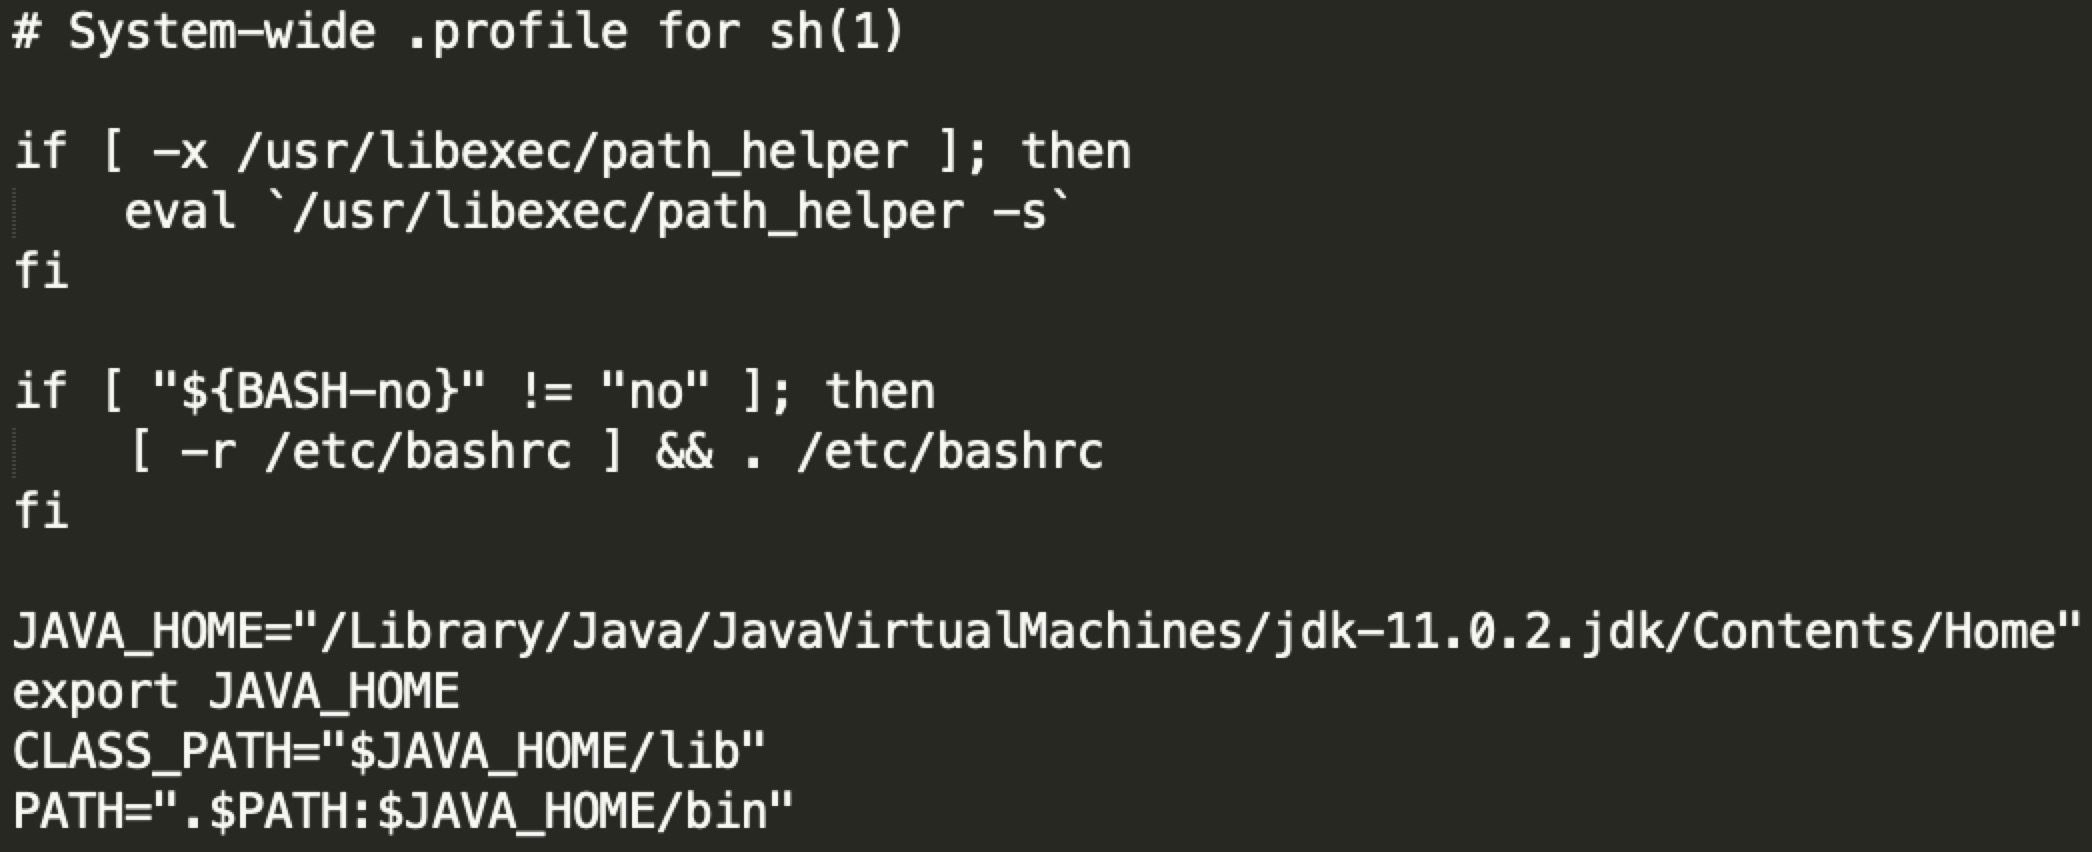 # System-wide .profile for sh(1)

if [ -x /usr/libexec/path_helper ]; then
    eval `/usr/libexec/path_helper -s`
fi

if [ "${BASH-no}" != "no" ]; then
    [ -r /etc/bashrc ] && . /etc/bashrc
fi

JAVA_HOME="/Library/Java/JavaVirtualMachines/jdk-11.0.2.jdk/Contents/Home"
export JAVA_HOME
CLASS_PATH="$JAVA_HOME/lib"
PATH=".$PATH:$JAVA_HOME/bin"